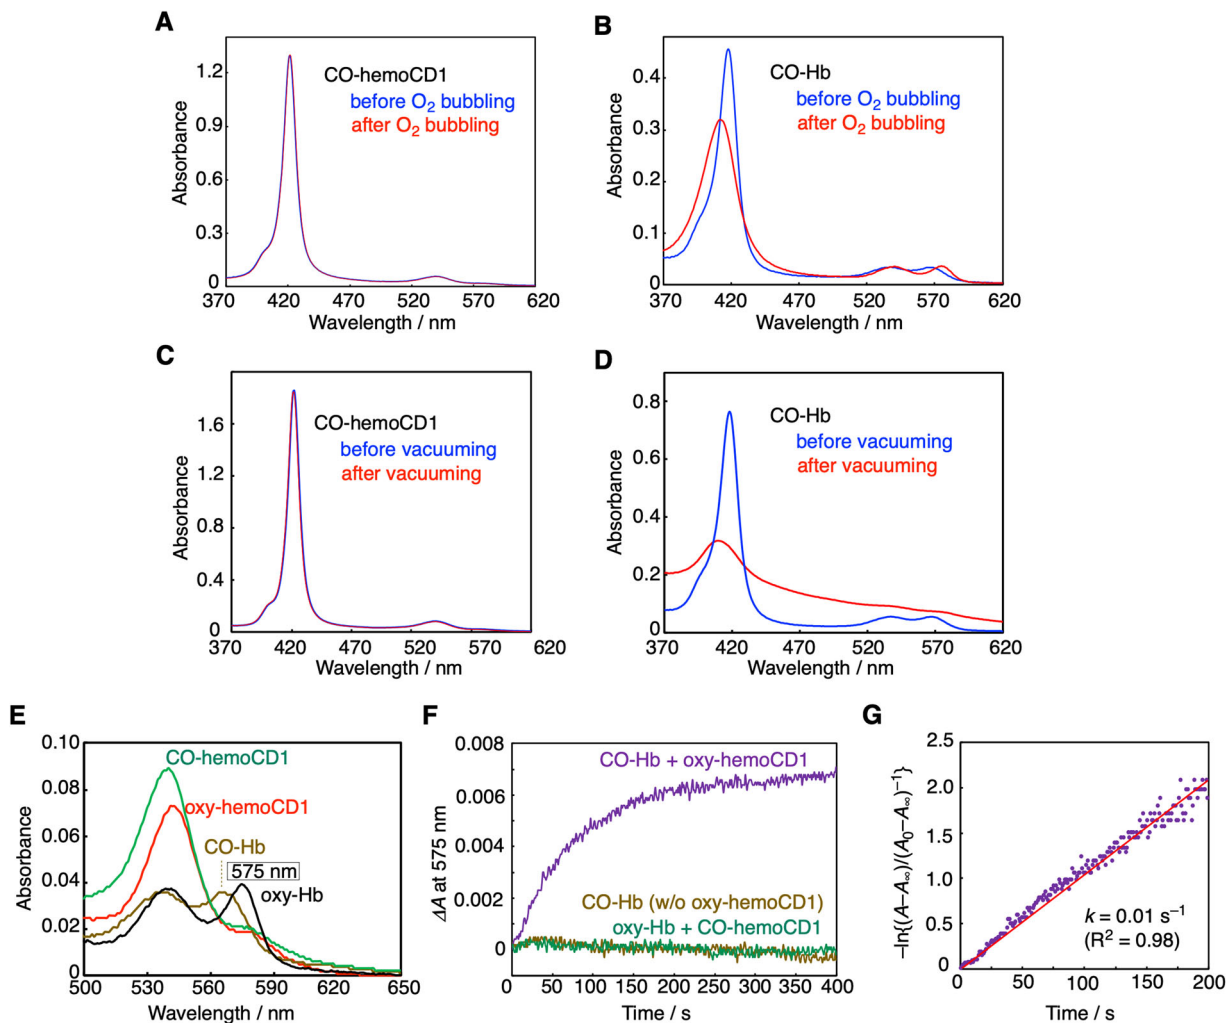 A
CO-hemoCD1
before O2 bubbling
after O2 bubbling
Absorbance
1.2
0.9
0.6
0.3
0
370 420 470 520 570 620
Wavelength / nm
B
CO-Hb
before O2 bubbling
after O2 bubbling
Absorbance
0.4
0.3
0.2
0.1
0
370 420 470 520 570 620
Wavelength / nm
C
CO-hemoCD1
before vacuuming
after vacuuming
Absorbance
1.6
1.2
0.8
0.4
0
370 420 470 520 570 620
Wavelength / nm
D
CO-Hb
before vacuuming
after vacuuming
Absorbance
0.8
0.6
0.4
0.2
0
370 420 470 520 570 620
Wavelength / nm
E
CO-hemoCD1
oxy-hemoCD1
CO-Hb
575 nm
oxy-Hb
Absorbance
0.10
0.08
0.06
0.04
0.02
0
500 530 560 590 620 650
Wavelength / nm
F
CO-Hb + oxy-hemoCD1
CO-Hb (w/o oxy-hemoCD1)
oxy-Hb + CO-hemoCD1
ΔA at 575 nm
0.008
0.006
0.004
0.002
0
0 50 100 150 200 250 300 350 400
Time / s
G
−ln{(A−A∞)/(A0−A∞)−1}
2.5
2.0
1.5
1.0
0.5
0
k = 0.01 s−1
(R2 = 0.98)
0 50 100 150 200
Time / s